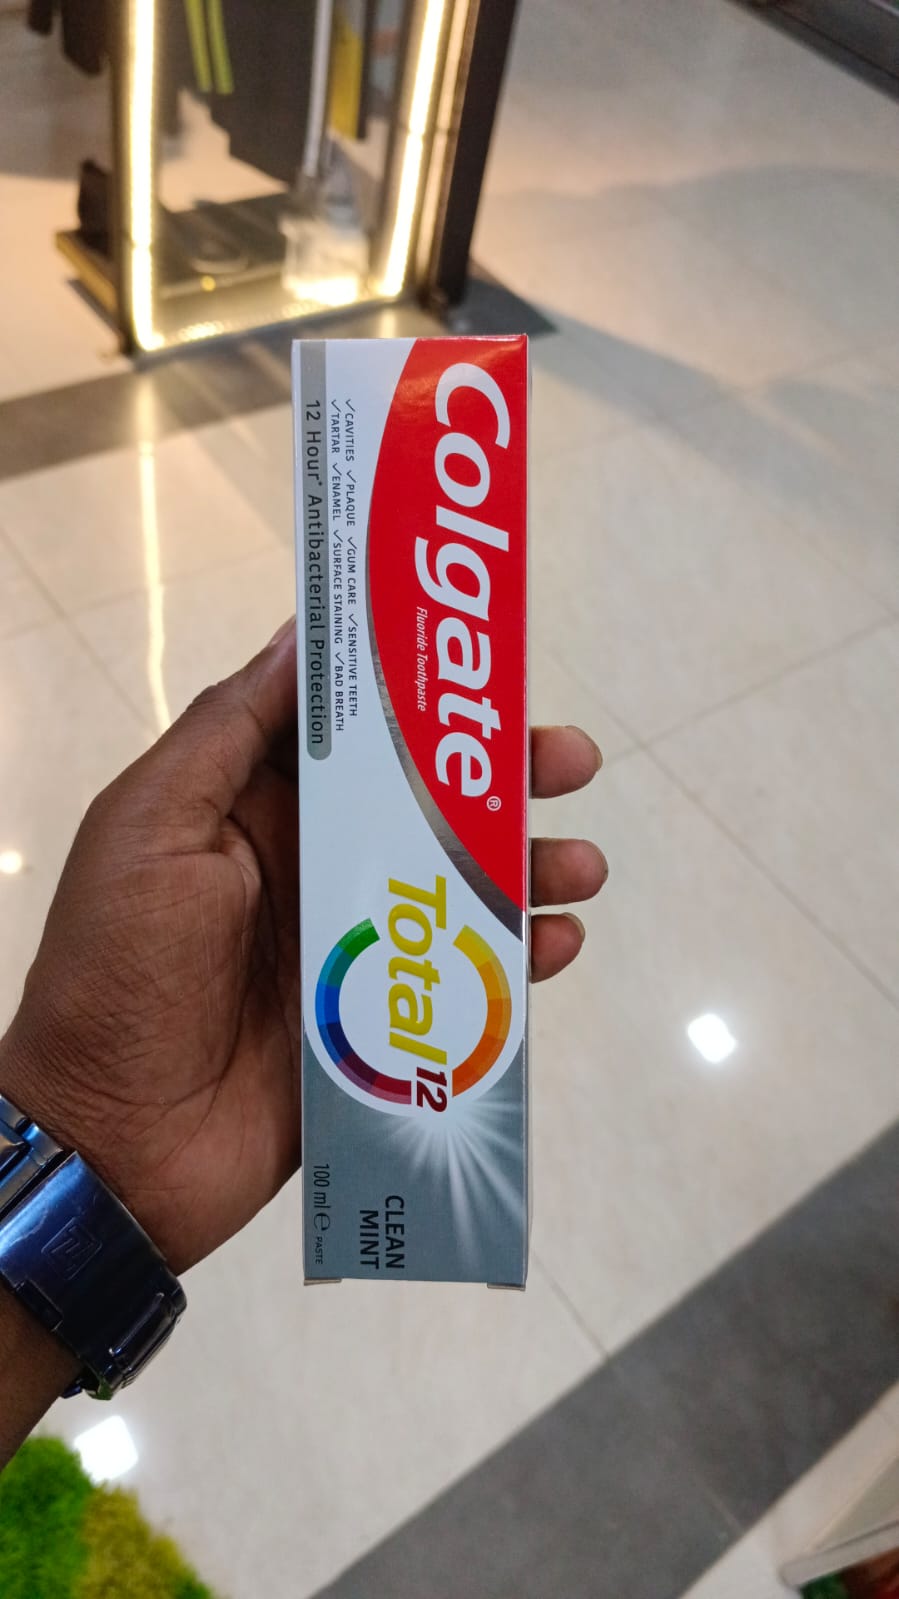 Colgate®
Fluoride Toothpaste
Total12
✓CAVITIES ✓PLAQUE ✓GUM CARE ✓SENSITIVE TEETH
✓TARTAR ✓ENAMEL ✓SURFACE STAINING ✓BAD BREATH
12 Hour* Antibacterial Protection
CLEAN
MINT
100 ml ℮ PASTE